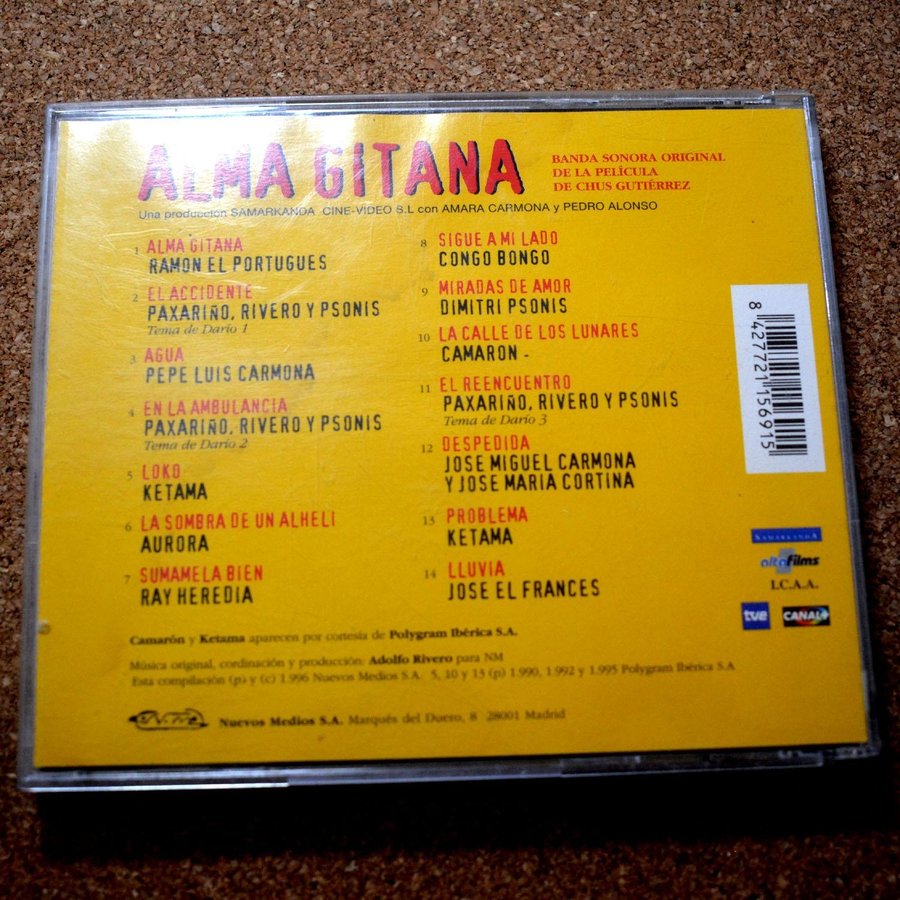 ALMA GITANA
BANDA SONORA ORIGINAL
DE LA PELÍCULA
DE CHUS GUTIÉRREZ
Una producción SAMARKANDA CINE-VIDEO S.L con AMARA CARMONA y PEDRO ALONSO
1 ALMA GITANA
RAMON EL PORTUGUES
2 EL ACCIDENTE
PAXARIÑO, RIVERO Y PSONIS
Tema de Darío 1
3 AGUA
PEPE LUIS CARMONA
4 EN LA AMBULANCIA
PAXARIÑO, RIVERO Y PSONIS
Tema de Darío 2
5 LOKO
KETAMA
6 LA SOMBRA DE UN ALHELI
AURORA
7 SUMAMELA BIEN
RAY HEREDIA
8 SIGUE A MI LADO
CONGO BONGO
9 MIRADAS DE AMOR
DIMITRI PSONIS
10 LA CALLE DE LOS LUNARES
CAMARON -
11 EL REENCUENTRO
PAXARIÑO, RIVERO Y PSONIS
Tema de Darío 3
12 DESPEDIDA
JOSE MIGUEL CARMONA
Y JOSE MARIA CORTINA
13 PROBLEMA
KETAMA
14 LLUVIA
JOSE EL FRANCES
8 427721 156915
SAMARKANDA
altafilms
I.C.A.A.
tve
CANAL+
Camarón y Ketama aparecen por cortesía de Polygram Ibérica S.A.
Música original, cordinación y producción: Adolfo Rivero para NM
Esta compilación (p) y (c) 1.996 Nuevos Medios S.A. 5, 10 y 13 (p) 1.990, 1.992 y 1.995 Polygram Ibérica S.A
Nuevos Medios S.A. Marqués del Duero, 8 28001 Madrid